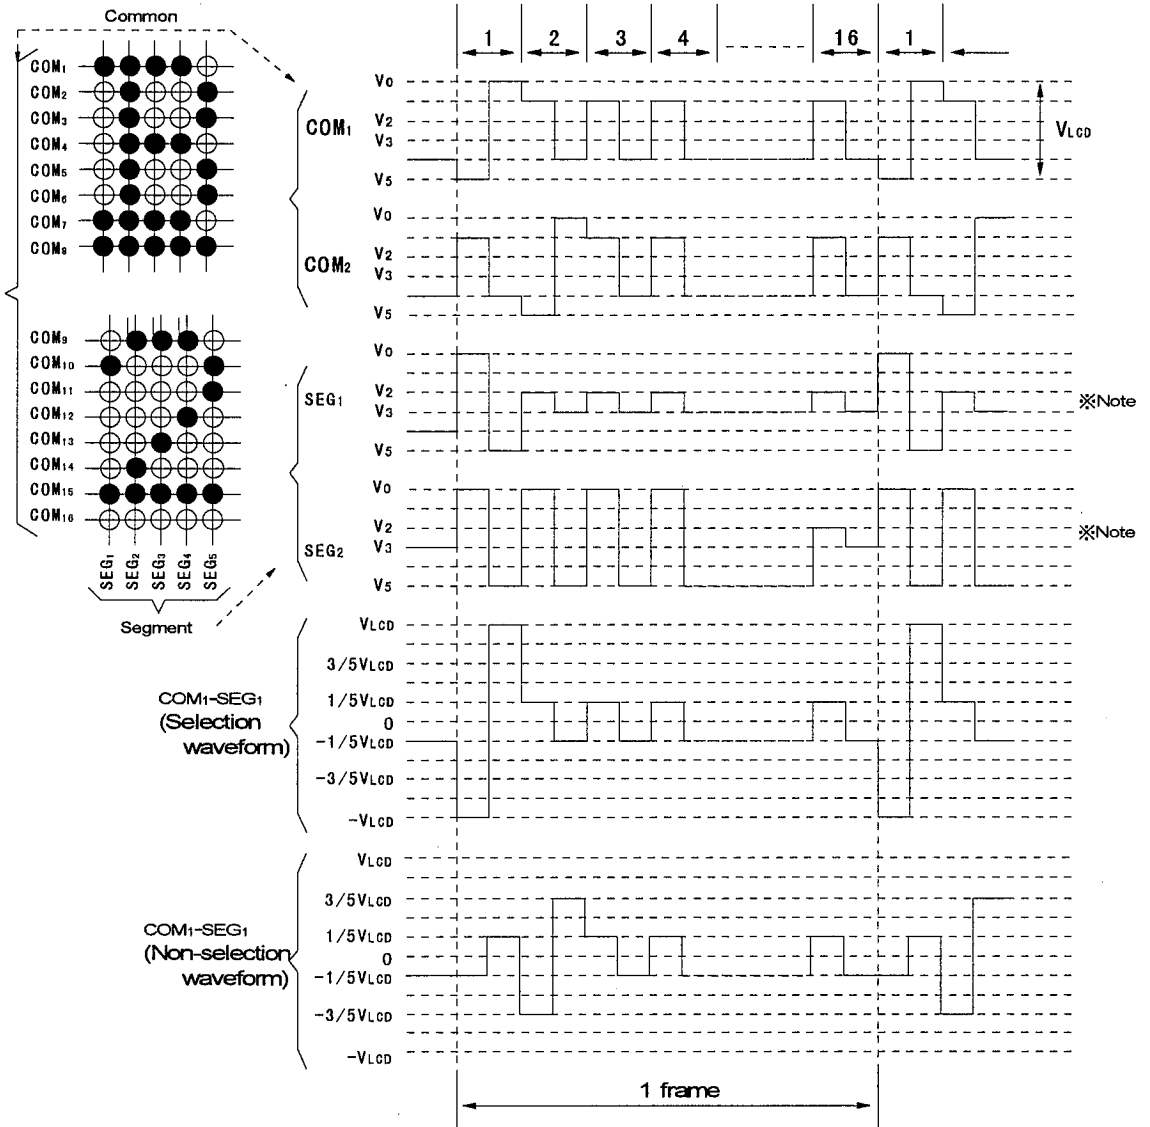 Common
COM₁
COM₂
COM₃
COM₄
COM₅
COM₆
COM₇
COM₈
COM₉
COM₁₀
COM₁₁
COM₁₂
COM₁₃
COM₁₄
COM₁₅
COM₁₆
SEG₁
SEG₂
SEG₃
SEG₄
SEG₅
Segment
1 2 3 4 16 1
COM₁
V₀
V₂
V₃
V₅
VLCD
COM₂
V₀
V₂
V₃
V₅
SEG₁
V₀
V₂
V₃
V₅
※Note
SEG₂
V₀
V₂
V₃
V₅
※Note
COM₁-SEG₁
(Selection
waveform)
VLCD
3/5VLCD
1/5VLCD
0
-1/5VLCD
-3/5VLCD
-VLCD
COM₁-SEG₁
(Non-selection
waveform)
VLCD
3/5VLCD
1/5VLCD
0
-1/5VLCD
-3/5VLCD
-VLCD
1 frame